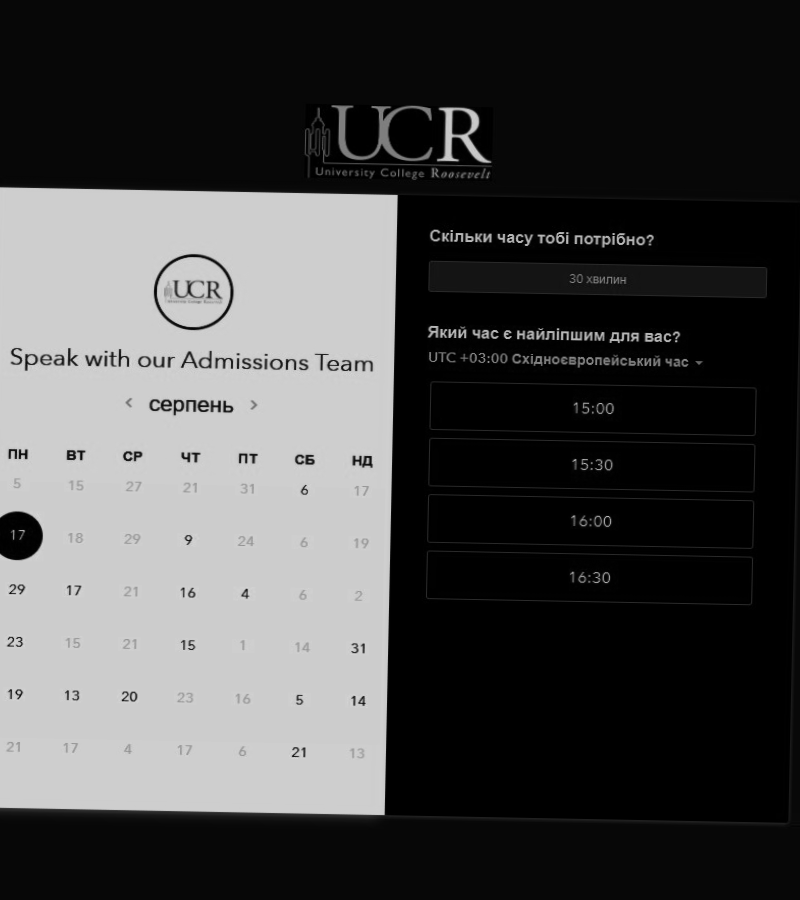 UCR
University College Roosevelt
UCR
University College Roosevelt
Speak with our Admissions Team
серпень
ПН ВТ СР ЧТ ПТ СБ НД
5 15 27 21 31 6 17
17 18 29 9 24 6 19
29 17 21 16 4 6 2
23 15 21 15 1 14 31
19 13 20 23 16 5 14
21 17 4 17 6 21 13
Скільки часу тобі потрібно?
30 хвилин
Який час є найліпшим для вас?
UTC +03:00 Східноєвропейський час
15:00
15:30
16:00
16:30